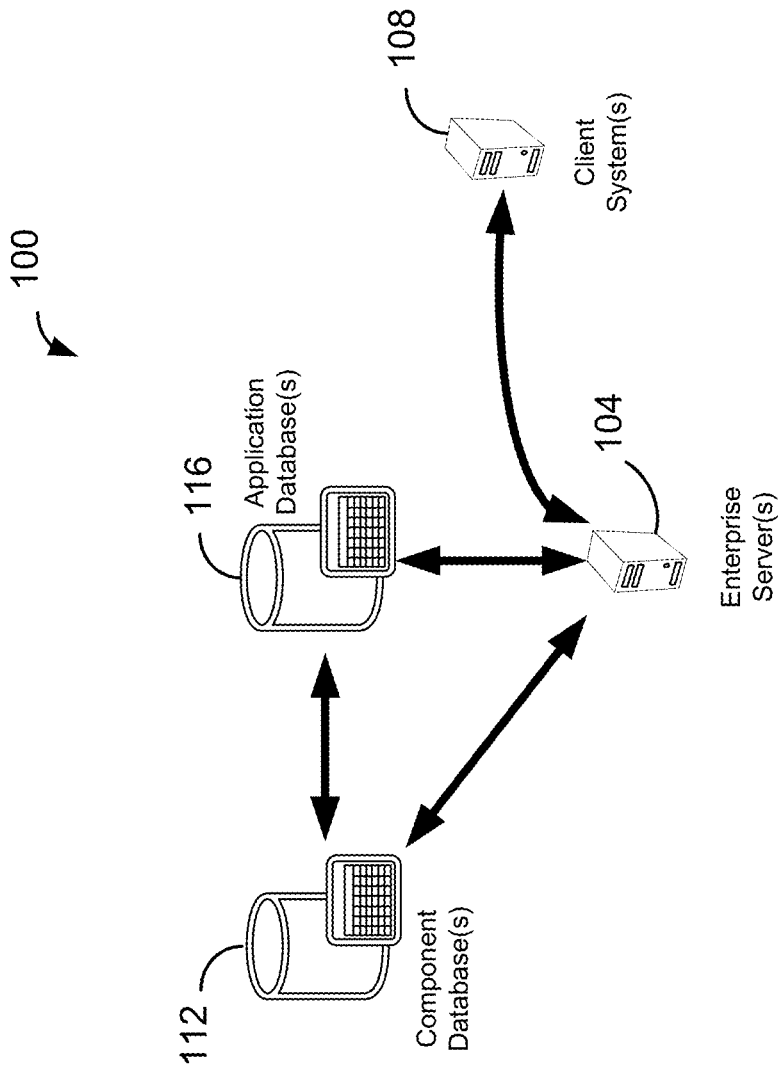 100
116
Application
Database(s)
108
Client
System(s)
112
Component
Database(s)
104
Enterprise
Server(s)